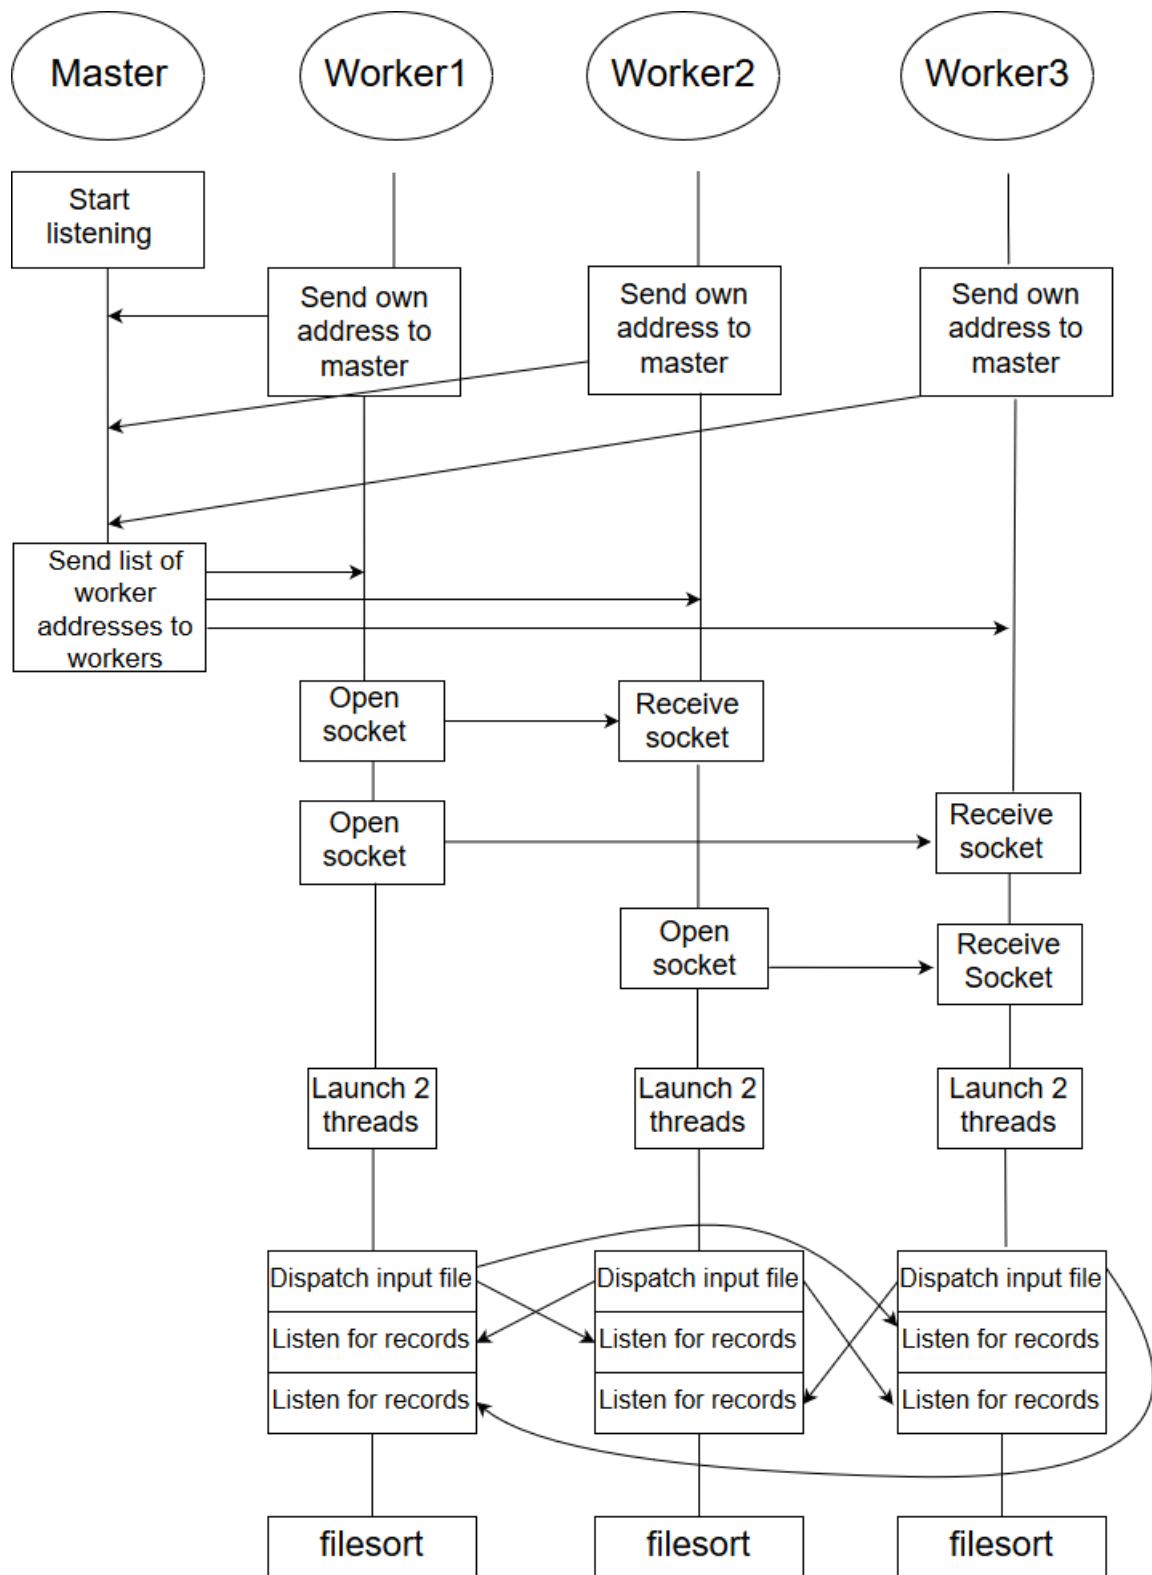 Master
Worker1
Worker2
Worker3
Start
listening
Send own
address to
master
Send own
address to
master
Send own
address to
master
Send list of
worker
addresses to
workers
Open
socket
Receive
socket
Open
socket
Receive
socket
Open
socket
Receive
Socket
Launch 2
threads
Launch 2
threads
Launch 2
threads
Dispatch input file
Dispatch input file
Dispatch input file
Listen for records
Listen for records
Listen for records
Listen for records
Listen for records
Listen for records
filesort
filesort
filesort